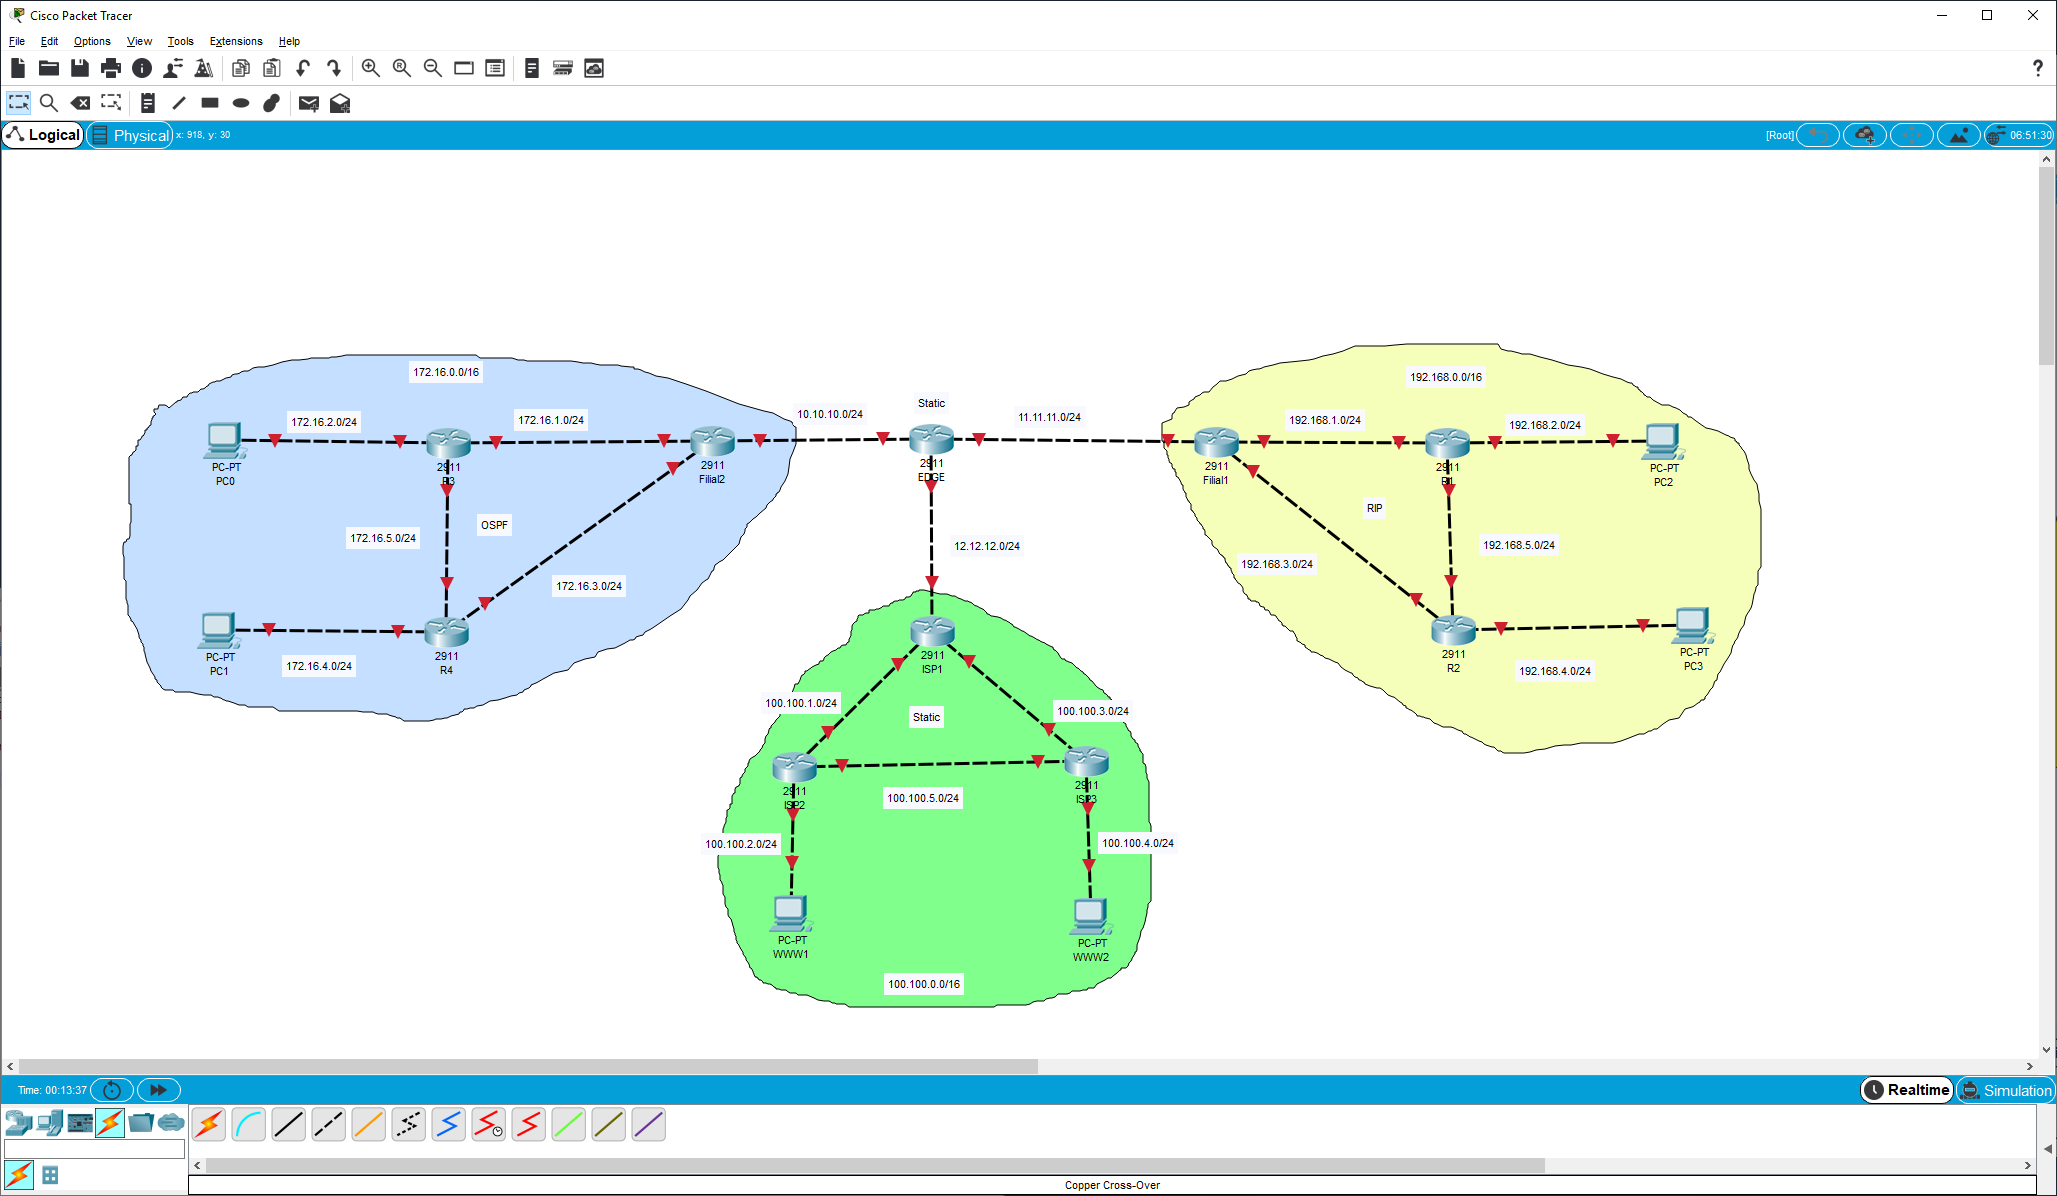 Cisco Packet Tracer
File Edit Options View Tools Extensions Help
?
Logical Physical x: 918, y: 30 [Root] 06:51:30
172.16.0.0/16
172.16.2.0/24
172.16.1.0/24
PC-PT
PC0
2911
R3
2911
Filial2
172.16.5.0/24
OSPF
172.16.3.0/24
PC-PT
PC1
172.16.4.0/24
2911
R4
10.10.10.0/24
Static
11.11.11.0/24
2911
EDGE
12.12.12.0/24
192.168.0.0/16
192.168.1.0/24
192.168.2.0/24
2911
Filial1
2911
R1
PC-PT
PC2
RIP
192.168.5.0/24
192.168.3.0/24
2911
R2
PC-PT
PC3
192.168.4.0/24
2911
ISP1
100.100.1.0/24
Static
100.100.3.0/24
2911
ISP2
100.100.5.0/24
2911
ISP3
100.100.2.0/24
100.100.4.0/24
PC-PT
WWW1
PC-PT
WWW2
100.100.0.0/16
Time: 00:13:37 Realtime Simulation
Copper Cross-Over